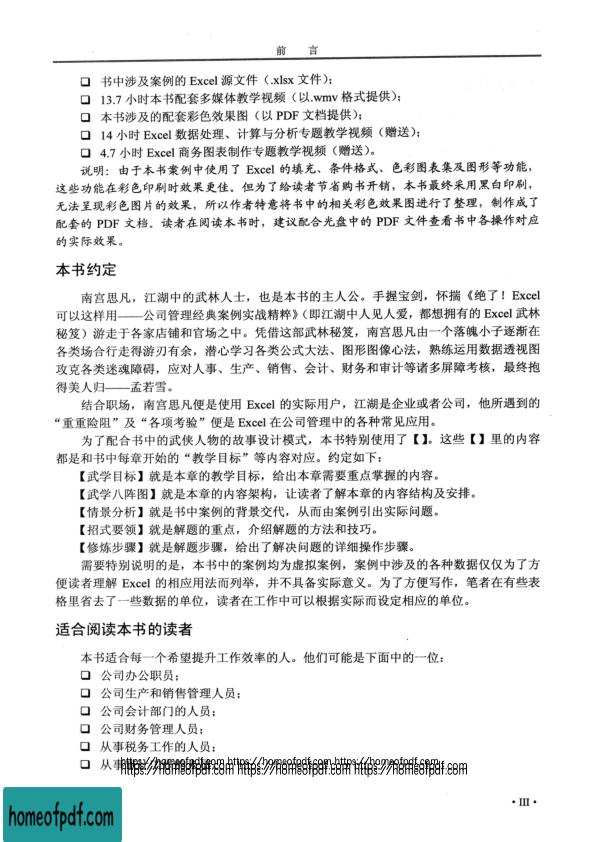 前 言
❑ 书中涉及案例的 Excel 源文件（.xlsx 文件）；
❑ 13.7 小时本书配套多媒体教学视频（以.wmv 格式提供）；
❑ 本书涉及的配套彩色效果图（以 PDF 文档提供）；
❑ 14 小时 Excel 数据处理、计算与分析专题教学视频（赠送）；
❑ 4.7 小时 Excel 商务图表制作专题教学视频（赠送）。
说明：由于本书案例中使用了 Excel 的填充、条件格式、色彩图表集及图形等功能，
这些功能在彩色印刷时效果更佳。但为了给读者节省购书开销，本书最终采用黑白印刷，
无法呈现彩色图片的效果，所以作者特意将书中的相关彩色效果图进行了整理，制作成了
配套的 PDF 文档。读者在阅读本书时，建议配合光盘中的 PDF 文件查看书中各操作对应
的实际效果。
本书约定
南宫思凡，江湖中的武林人士，也是本书的主人公。手握宝剑，怀揣《绝了！Excel
可以这样用——公司管理经典案例实战精粹》（即江湖中人见人爱，都想拥有的 Excel 武林
秘笈）游走于各家店铺和官场之中。凭借这部武林秘笈，南宫思凡由一个落魄小子逐渐在
各类场合行走得游刃有余，潜心学习各类公式大法、图形图像心法，熟练运用数据透视图
攻克各类迷魂障碍，应对人事、生产、销售、会计、财务和审计等诸多屏障考核，最终抱
得美人归——孟若雪。
结合职场，南宫思凡便是使用 Excel 的实际用户，江湖是企业或者公司，他所遇到的
“重重险阻”及“各项考验”便是 Excel 在公司管理中的各种常见应用。
为了配合书中的武侠人物的故事设计模式，本书特别使用了【】。这些【】里的内容
都是和书中每章开始的“教学目标”等内容对应。约定如下：
【武学目标】就是本章的教学目标，给出本章需要重点掌握的内容。
【武学八阵图】就是本章的内容架构，让读者了解本章的内容结构及安排。
【情景分析】就是书中案例的背景交代，从而由案例引出实际问题。
【招式要领】就是解题的重点，介绍解题的方法和技巧。
【修炼步骤】就是解题步骤，给出了解决问题的详细操作步骤。
需要特别说明的是，本书中的案例均为虚拟案例，案例中涉及的各种数据仅仅为了方
便读者理解 Excel 的相应用法而列举，并不具备实际意义。为了方便写作，笔者在有些表
格里省去了一些数据的单位，读者在工作中可以根据实际而设定相应的单位。
适合阅读本书的读者
本书适合每一个希望提升工作效率的人。他们可能是下面中的一位：
❑ 公司办公职员；
❑ 公司生产和销售管理人员；
❑ 公司会计部门的人员；
❑ 公司财务管理人员；
❑ 从事税务工作的人员；
❑ 从事
https://homeofpdf.com https://homeofpdf.com https://homeofpdf.com
https://homeofpdf.com https://homeofpdf.com https://homeofpdf.com
·III·
homeofpdf.com